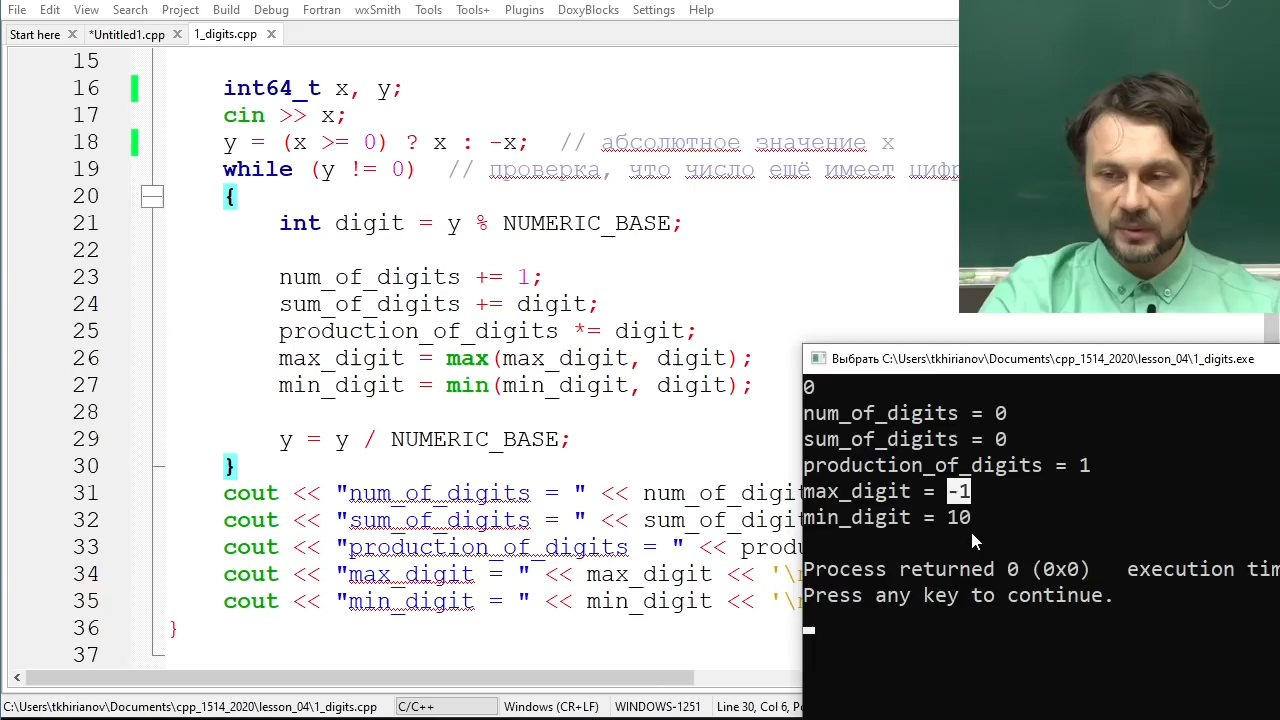 File Edit View Search Project Build Debug Fortran wxSmith Tools Tools+ Plugins DoxyBlocks Settings Help
Start here *Untitled1.cpp 1_digits.cpp
15
16 int64_t x, y;
17 cin >> x;
18 y = (x >= 0) ? x : -x; // абсолютное значение x
19 while (y != 0) // проверка, что число ещё имеет цифр
20 {
21 int digit = y % NUMERIC_BASE;
22
23 num_of_digits += 1;
24 sum_of_digits += digit;
25 production_of_digits *= digit;
26 max_digit = max(max_digit, digit);
27 min_digit = min(min_digit, digit);
28
29 y = y / NUMERIC_BASE;
30 }
31 cout << "num_of_digits = " << num_of_digit
32 cout << "sum_of_digits = " << sum_of_digit
33 cout << "production_of_digits = " << produ
34 cout << "max_digit = " << max_digit << '\n
35 cout << "min_digit = " << min_digit << '\n
36 }
37
Выбрать C:\Users\tkhirianov\Documents\cpp_1514_2020\lesson_04\1_digits.exe
0
num_of_digits = 0
sum_of_digits = 0
production_of_digits = 1
max_digit = -1
min_digit = 10
Process returned 0 (0x0) execution tim
Press any key to continue.
C:\Users\tkhirianov\Documents\cpp_1514_2020\lesson_04\1_digits.cpp C/C++ Windows (CR+LF) WINDOWS-1251 Line 30, Col 6, Po